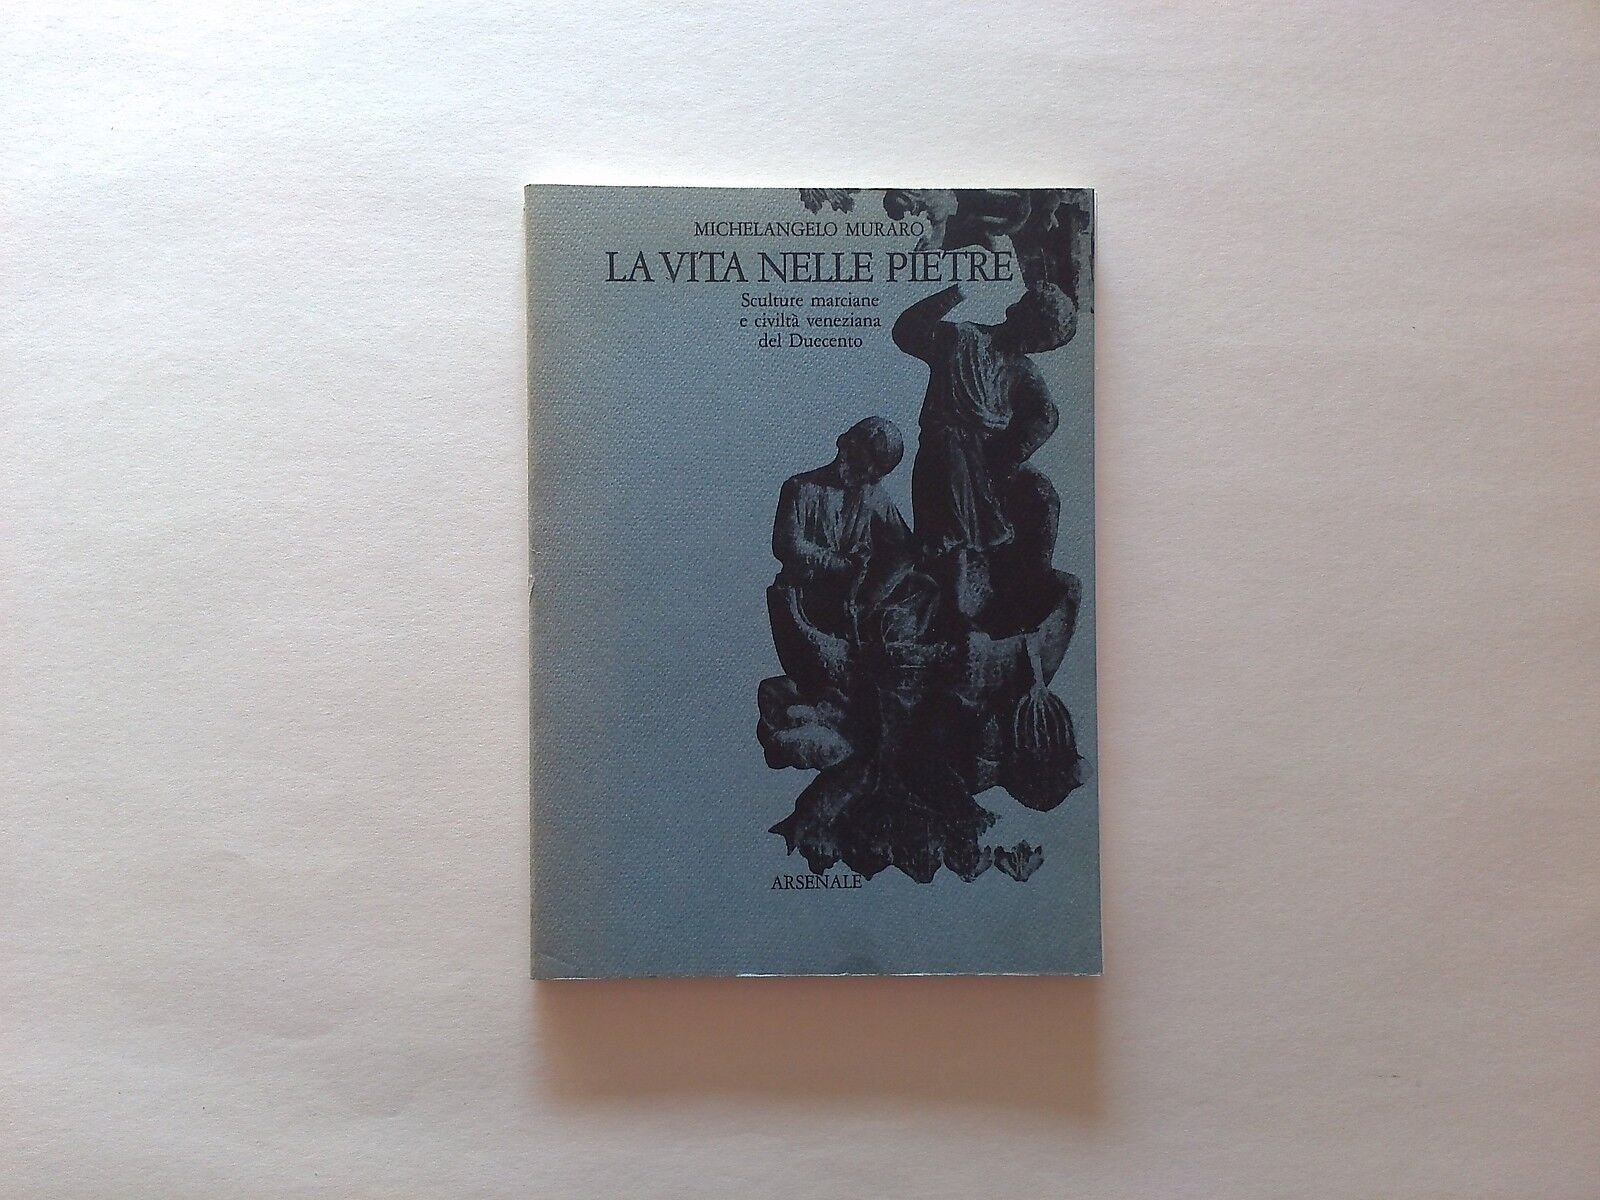 MICHELANGELO MURARO
LA VITA NELLE PIETRE
Sculture marciane
e civiltà veneziana
del Duecento
ARSENALE